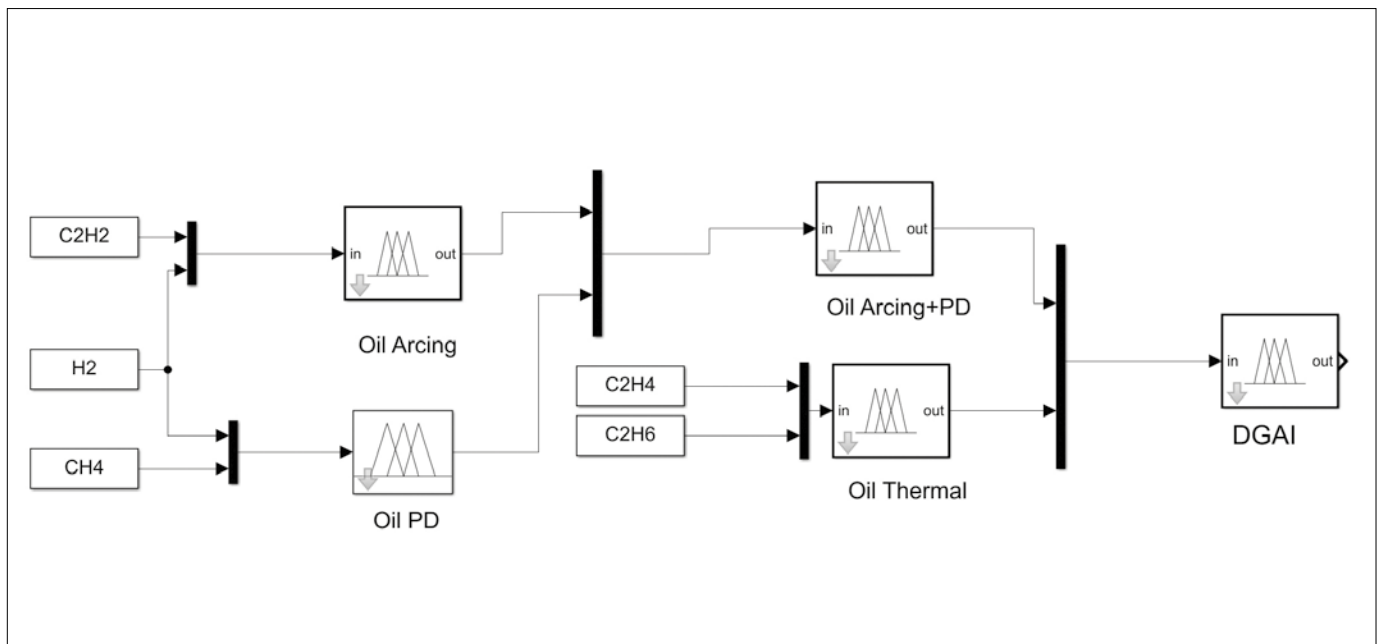 C2H2
in
out
Oil Arcing
H2
CH4
Oil PD
in
out
Oil Arcing+PD
C2H4
C2H6
in
out
Oil Thermal
in
out
DGAI